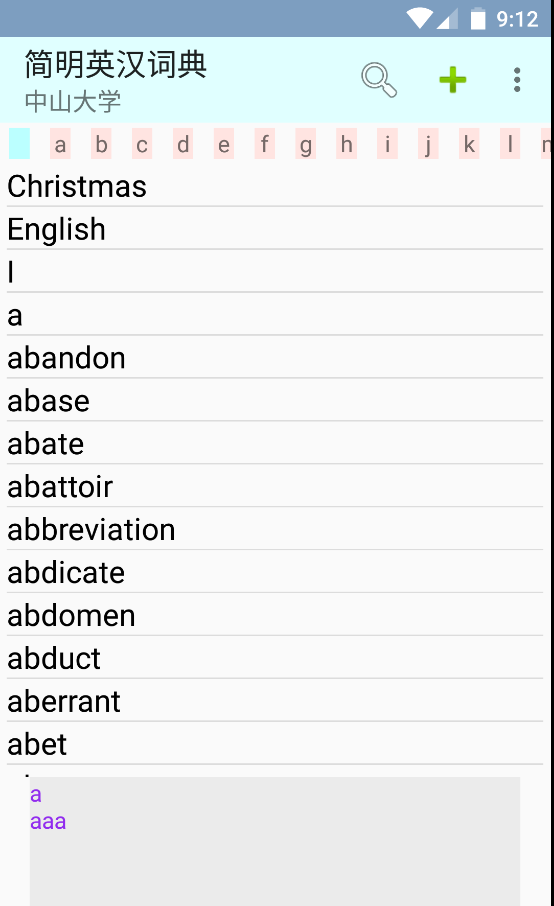 9:12
简明英汉词典
中山大学
a b c d e f g h i j k l
Christmas
English
I
a
abandon
abase
abate
abattoir
abbreviation
abdicate
abdomen
abduct
aberrant
abet
a
aaa